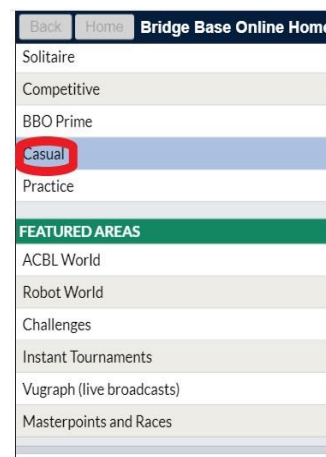 Back Home Bridge Base Online Home
Solitaire
Competitive
BBO Prime
Casual
Practice
FEATURED AREAS
ACBL World
Robot World
Challenges
Instant Tournaments
Vugraph (live broadcasts)
Masterpoints and Races